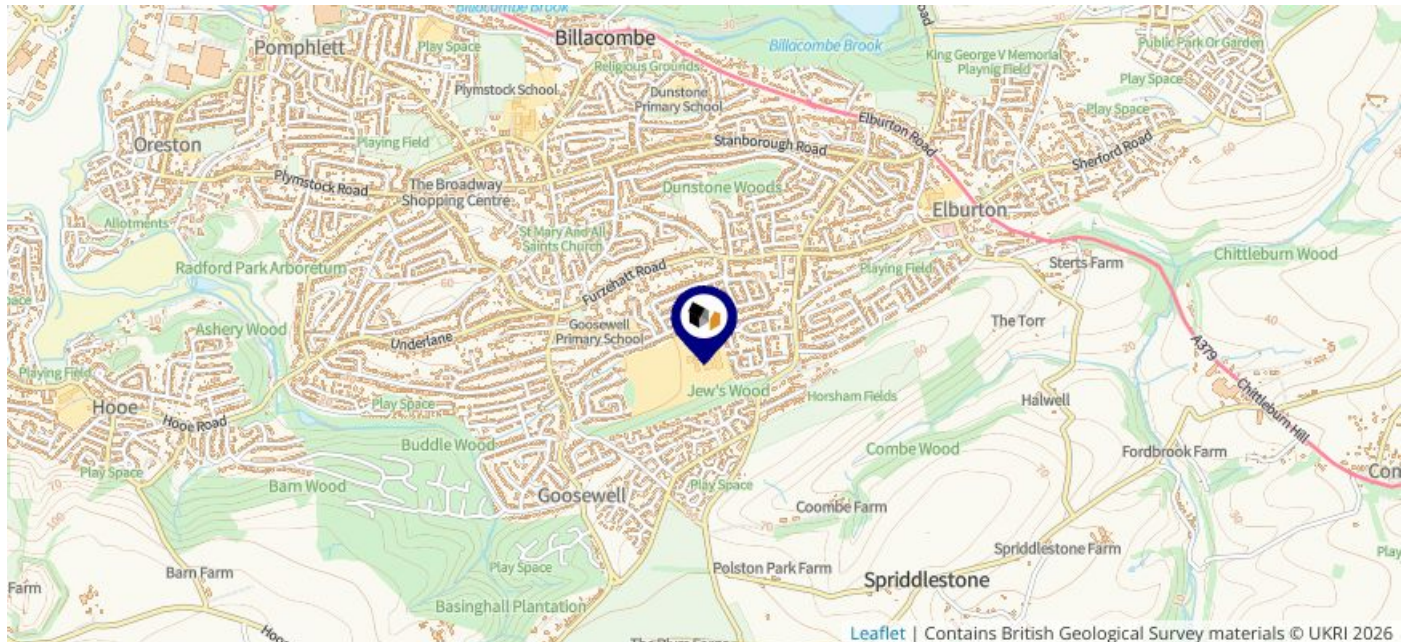 Billacombe Brook
Pomphlett
Play Space
Billacombe
Billacombe Brook
King George V Memorial
Playnig Field
Public Park Or Garden
Religious Grounds
Play Space
Plymstock School
Dunstone
Primary School
Play Space
Playing Field
Elburton Road
Stanborough Road
Oreston
Sherford Road
Plymstock Road
The Broadway
Shopping Centre
Dunstone Woods
Elburton
Allotments
St Mary And All
Saints Church
Chittleburn Wood
Radford Park Arboretum
Furzehatt Road
Playing Field
Sterts Farm
Ashery Wood
Goosewell
Primary School
The Torr
Underlane
A379
Playing Field
Jew's Wood
Horsham Fields
Chittleburn Hill
Hooe
Hooe Road
Play Space
Halwell
Buddle Wood
Combe Wood
Fordbrook Farm
Play Space
Barn Wood
Play Space
Goosewell
Coombe Farm
Spriddlestone Farm
Barn Farm
Play Space
Polston Park Farm
Farm
Spriddlestone
Basinghall Plantation
Leaflet | Contains British Geological Survey materials © UKRI 2026